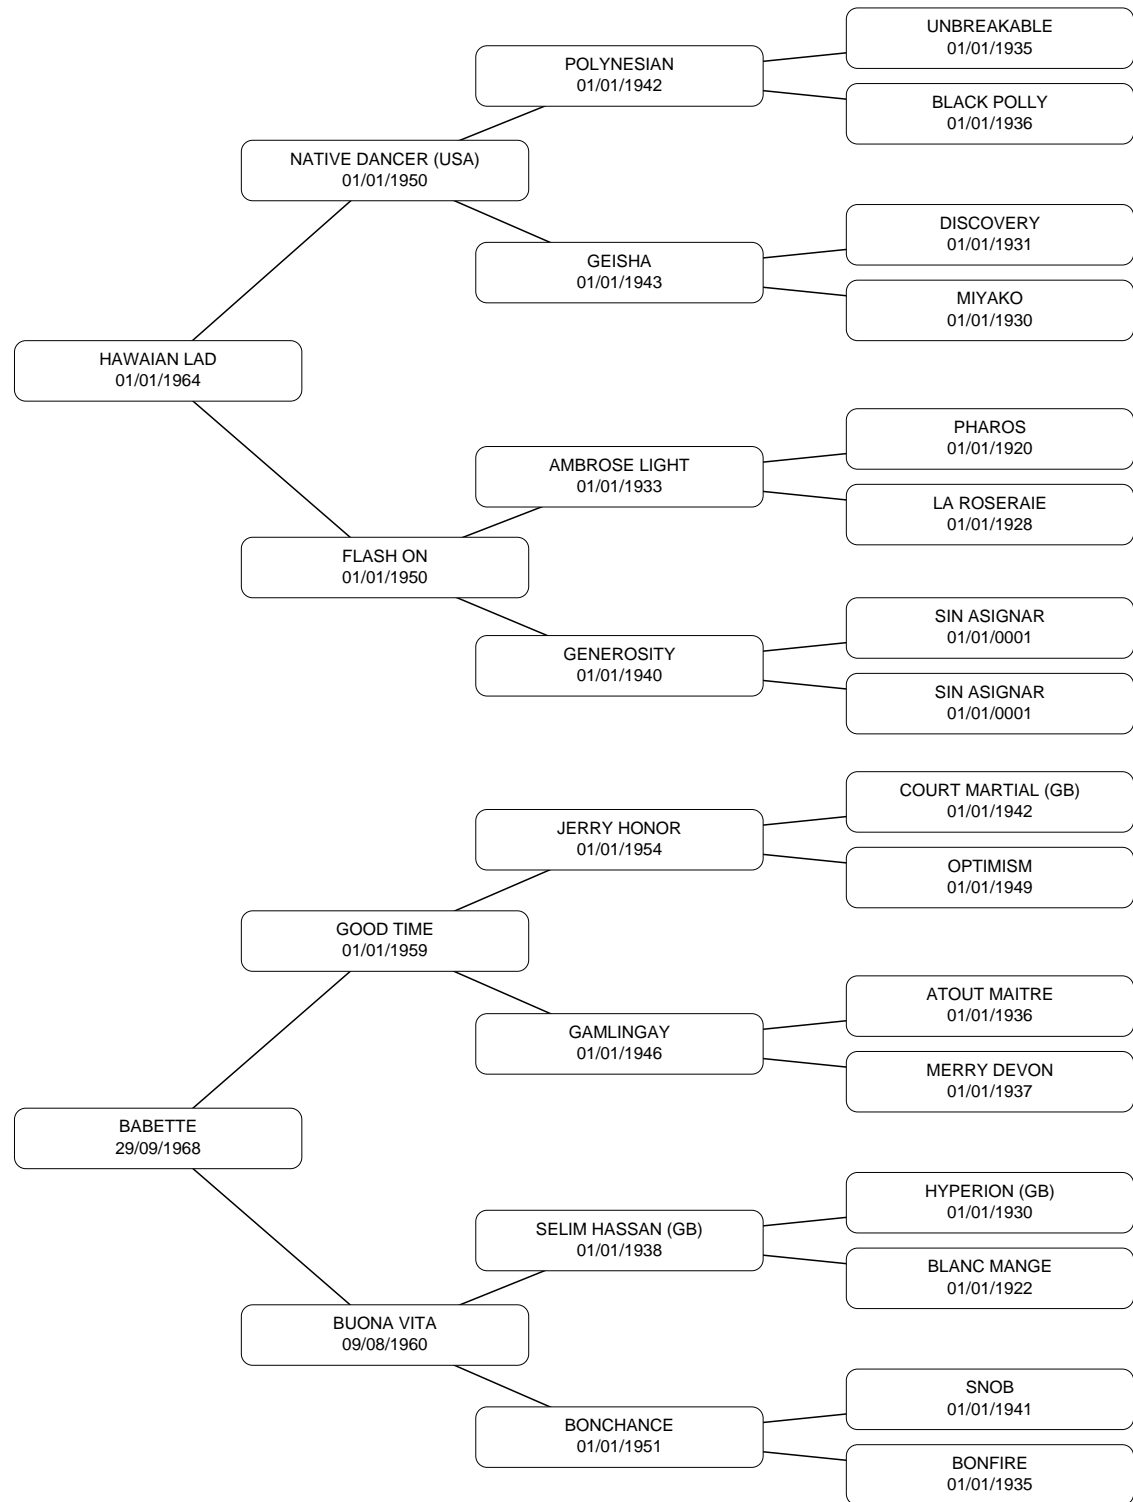 UNBREAKABLE
01/01/1935
POLYNESIAN
01/01/1942
BLACK POLLY
01/01/1936
NATIVE DANCER (USA)
01/01/1950
DISCOVERY
01/01/1931
GEISHA
01/01/1943
MIYAKO
01/01/1930
HAWAIAN LAD
01/01/1964
PHAROS
01/01/1920
AMBROSE LIGHT
01/01/1933
LA ROSERAIE
01/01/1928
FLASH ON
01/01/1950
SIN ASIGNAR
01/01/0001
GENEROSITY
01/01/1940
SIN ASIGNAR
01/01/0001
COURT MARTIAL (GB)
01/01/1942
JERRY HONOR
01/01/1954
OPTIMISM
01/01/1949
GOOD TIME
01/01/1959
ATOUT MAITRE
01/01/1936
GAMLINGAY
01/01/1946
MERRY DEVON
01/01/1937
BABETTE
29/09/1968
HYPERION (GB)
01/01/1930
SELIM HASSAN (GB)
01/01/1938
BLANC MANGE
01/01/1922
BUONA VITA
09/08/1960
SNOB
01/01/1941
BONCHANCE
01/01/1951
BONFIRE
01/01/1935